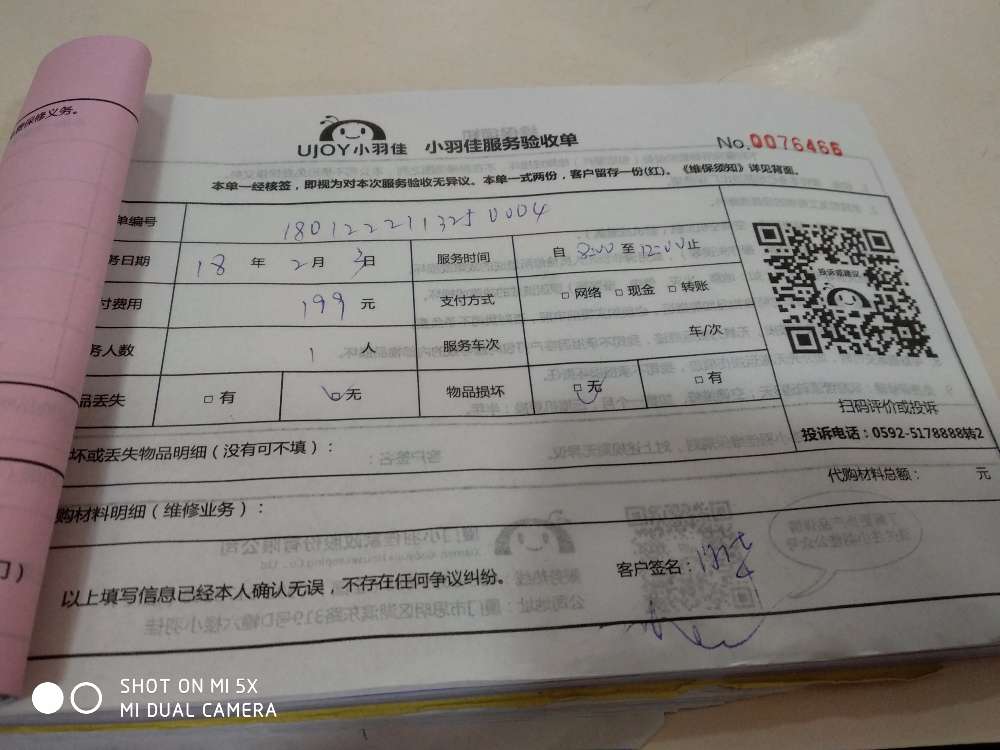 修义务。
UJOY小羽佳 小羽佳服务验收单 No.0076466
本单一经核签,即视为对本次服务验收无异议。本单一式两份,客户留存一份(红)。《维保须知》详见背面。
单编号 180122211325 0004
日期 18 年 2 月 3 日 服务时间 自 8:00 至 12:00 止
付费用 199 元 支付方式 □ 网络 □ 现金 □ 转账
务人数 1 人 服务车次 车/次
品丢失 □ 有 □ 无 物品损坏 □ 无 □ 有
投诉或建议
扫码评价或投诉
投诉电话:0592-5178888转2
坏或丢失物品明细(没有可不填):
购材料明细(维修业务): 代购材料总额: 元
门)
以上填写信息已经本人确认无误,不存在任何争议纠纷。 客户签名:
SHOT ON MI 5X
MI DUAL CAMERA